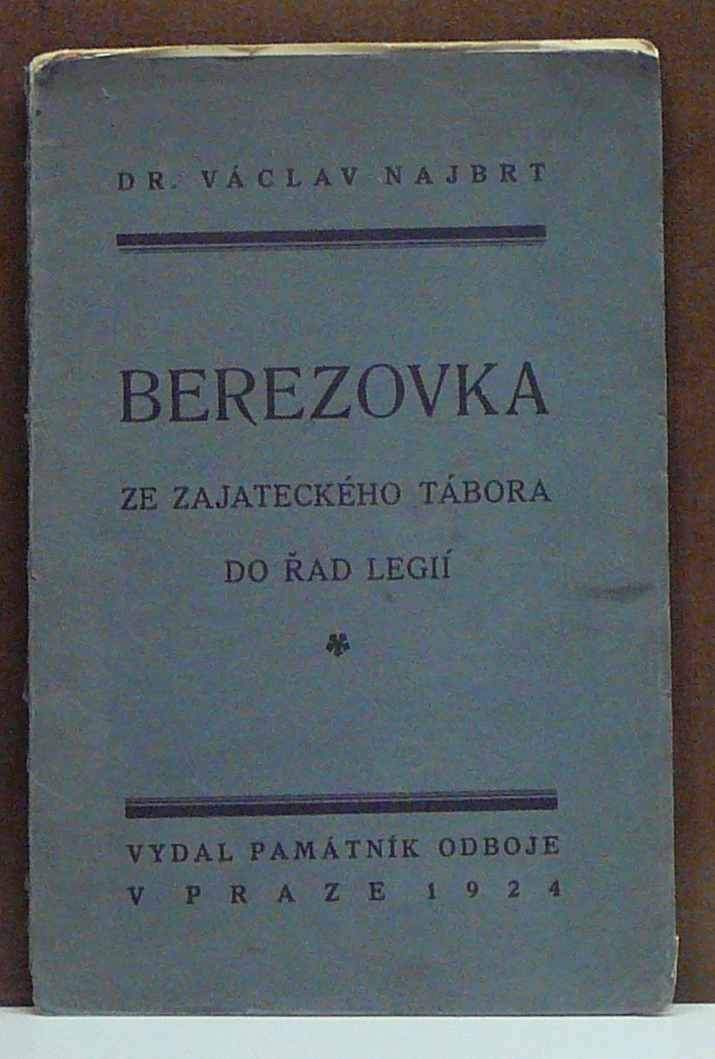 DR. VÁCLAV NAJBRT
BEREZOVKA
ZE ZAJATECKÉHO TÁBORA
DO ŘAD LEGIÍ
VYDAL PAMÁTNÍK ODBOJE
V PRAZE 1924